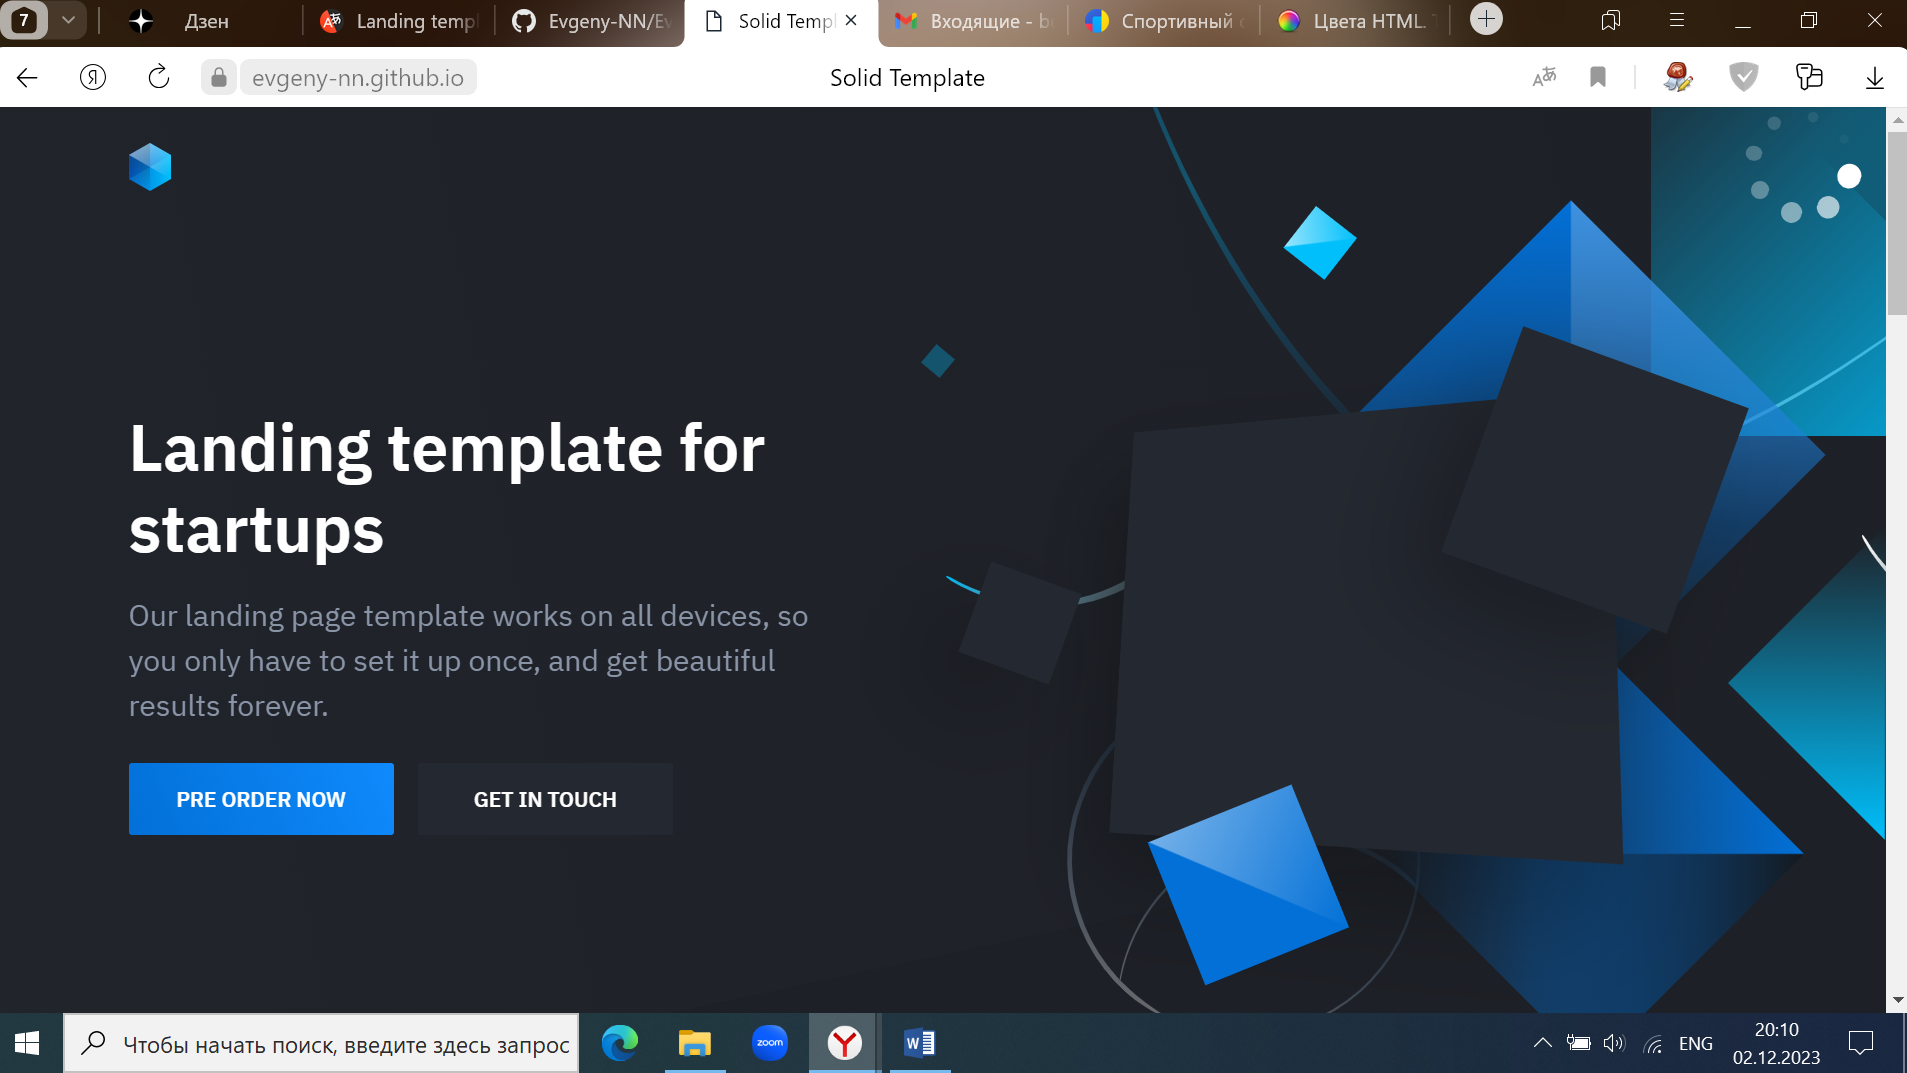 7
Дзен
Landing temp
Evgeny-NN/Ev
Solid Temp
Входящие - b
Спортивный
Цвета HTML.
evgeny-nn.github.io
Solid Template
Landing template for
startups
Our landing page template works on all devices, so
you only have to set it up once, and get beautiful
results forever.
PRE ORDER NOW
GET IN TOUCH
Чтобы начать поиск, введите здесь запрос
zoom
W
ENG
20:10
02.12.2023